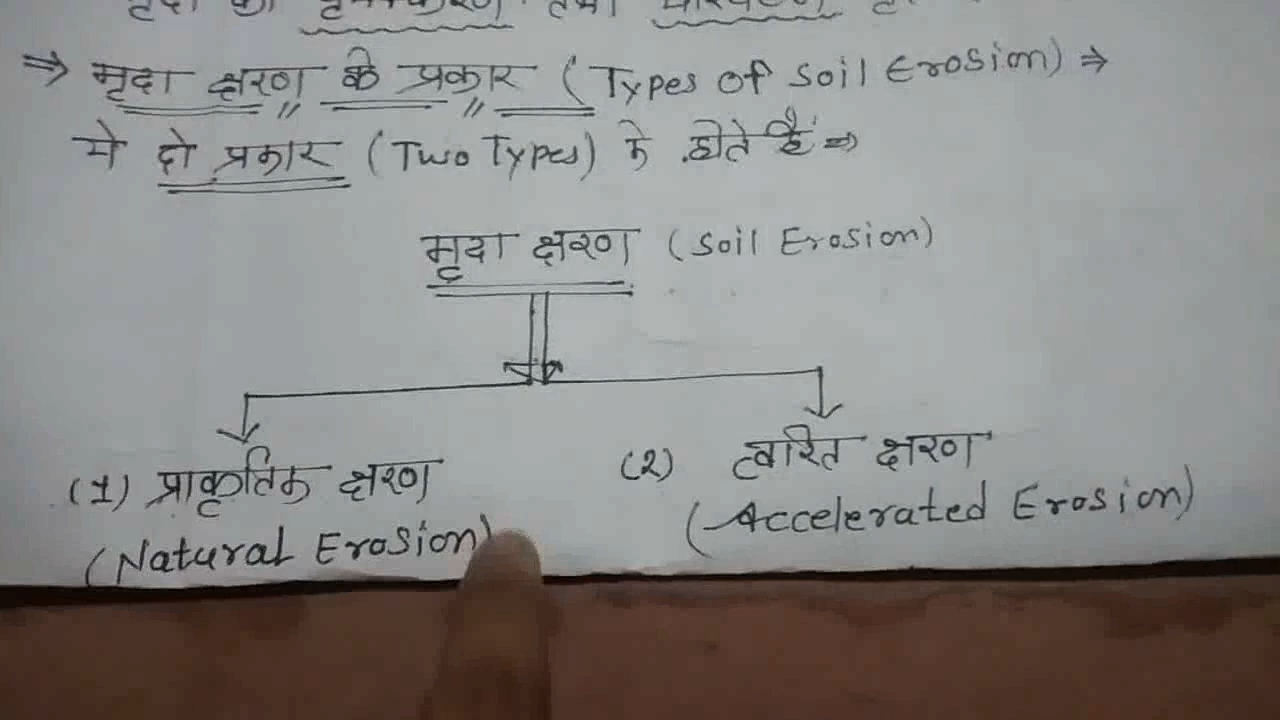 ⇒ मृदा क्षरण के प्रकार (Types of Soil Erosion) ⇒
ये दो प्रकार (Two Types) के होते हैं ⇒
मृदा क्षरण (Soil Erosion)
(1) प्राकृतिक क्षरण
(Natural Erosion)
(2) त्वरित क्षरण
(Accelerated Erosion)